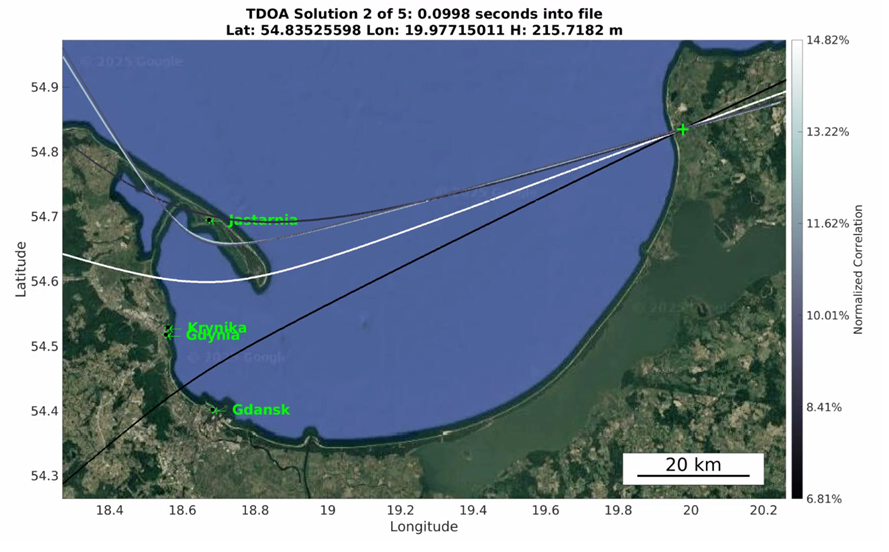 TDOA Solution 2 of 5: 0.0998 seconds into file
Lat: 54.83525598 Lon: 19.97715011 H: 215.7182 m
© 2025 Google
54.9
54.8
54.7
54.6
54.5
54.4
54.3
Latitude
Jastarnia
Krynika
Gdynia
Gdansk
20 km
18.4
18.6
18.8
19
19.2
19.4
19.6
19.8
20
20.2
Longitude
14.82%
13.22%
11.62%
10.01%
8.41%
6.81%
Normalized Correlation